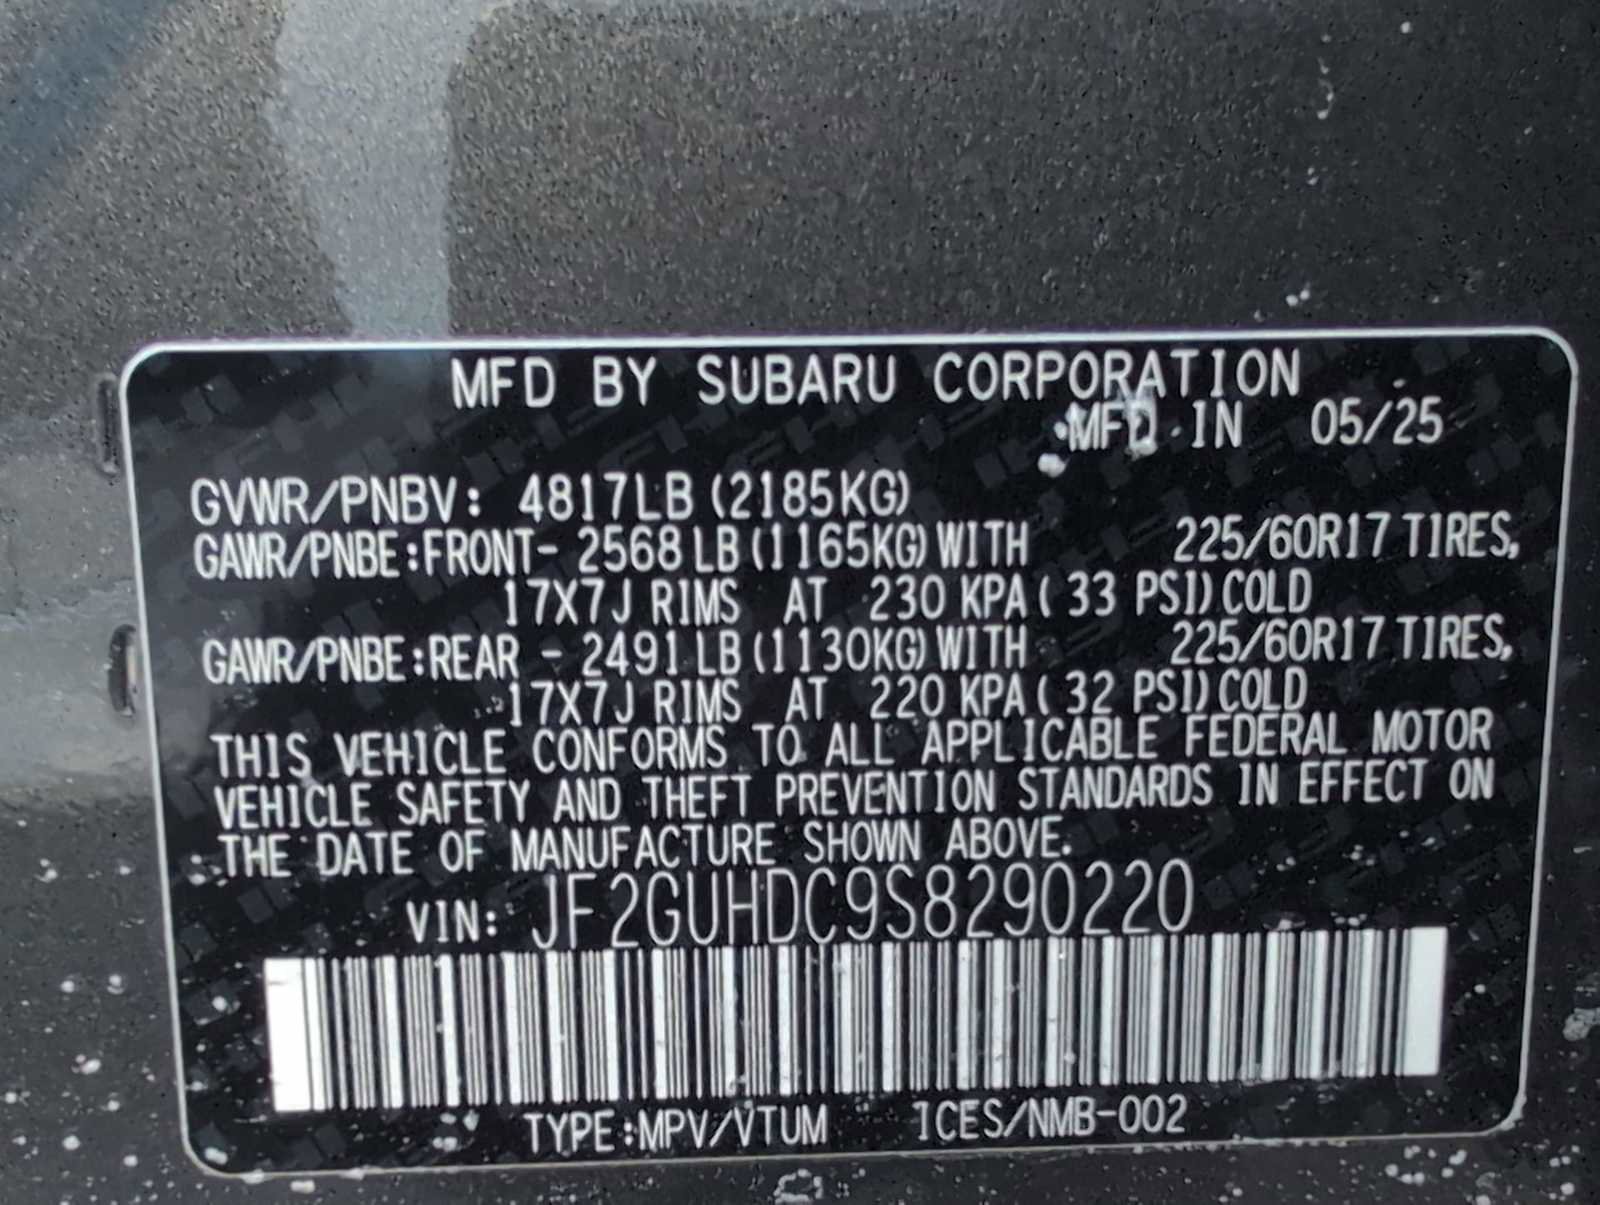 MFD BY SUBARU CORPORATION
MFD IN 05/25
GVWR/PNBV: 4817LB (2185KG)
GAWR/PNBE:FRONT- 2568 LB (1165KG) WITH 225/60R17 TIRES,
17X7J RIMS AT 230 KPA ( 33 PSI) COLD
GAWR/PNBE:REAR - 2491 LB (1130KG) WITH 225/60R17 TIRES,
17X7J RIMS AT 220 KPA ( 32 PSI) COLD
THIS VEHICLE CONFORMS TO ALL APPLICABLE FEDERAL MOTOR
VEHICLE SAFETY AND THEFT PREVENTION STANDARDS IN EFFECT ON
THE DATE OF MANUFACTURE SHOWN ABOVE.
VIN: JF2GUHDC9S8290220
TYPE:MPV/VTUM ICES/NMB-002